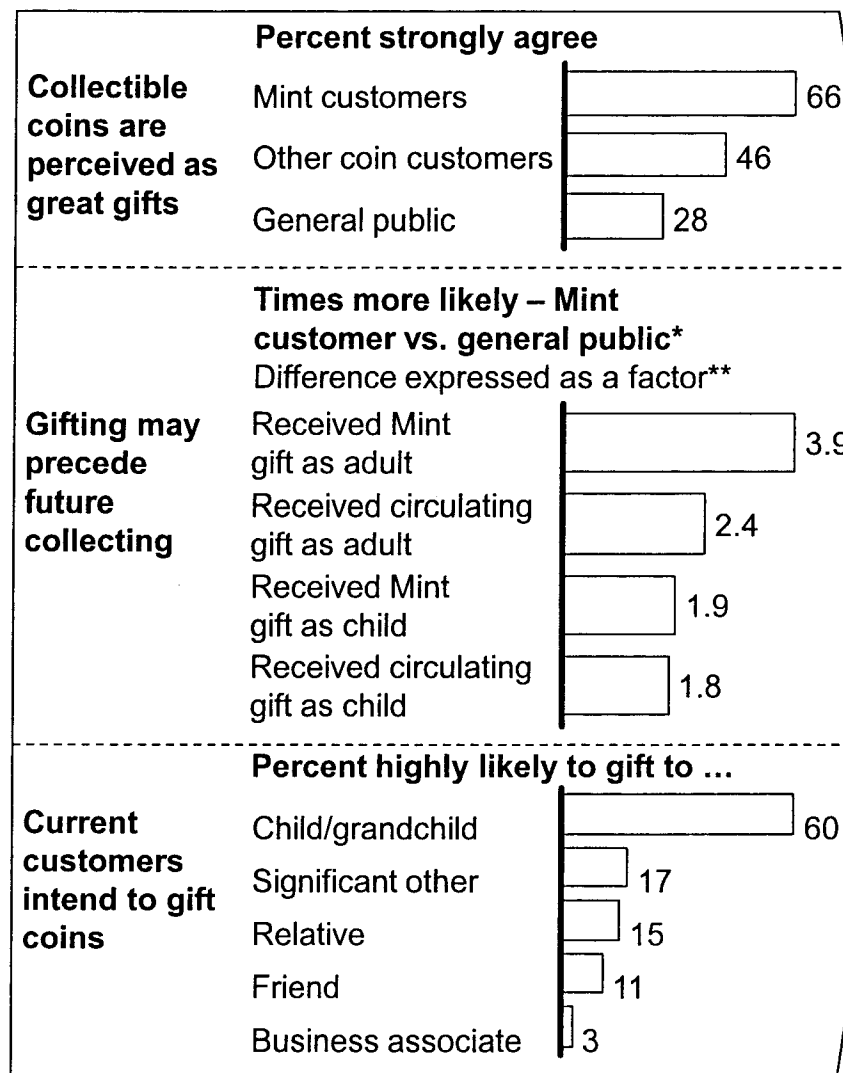 Percent strongly agree
Collectible
coins are
perceived as
great gifts
Mint customers 66
Other coin customers 46
General public 28
Times more likely – Mint
customer vs. general public*
Difference expressed as a factor**
Gifting may
precede
future
collecting
Received Mint
gift as adult
3.9
Received circulating
gift as adult
2.4
Received Mint
gift as child
1.9
Received circulating
gift as child
1.8
Percent highly likely to gift to ...
Current
customers
intend to gift
coins
Child/grandchild 60
Significant other 17
Relative 15
Friend 11
Business associate 3